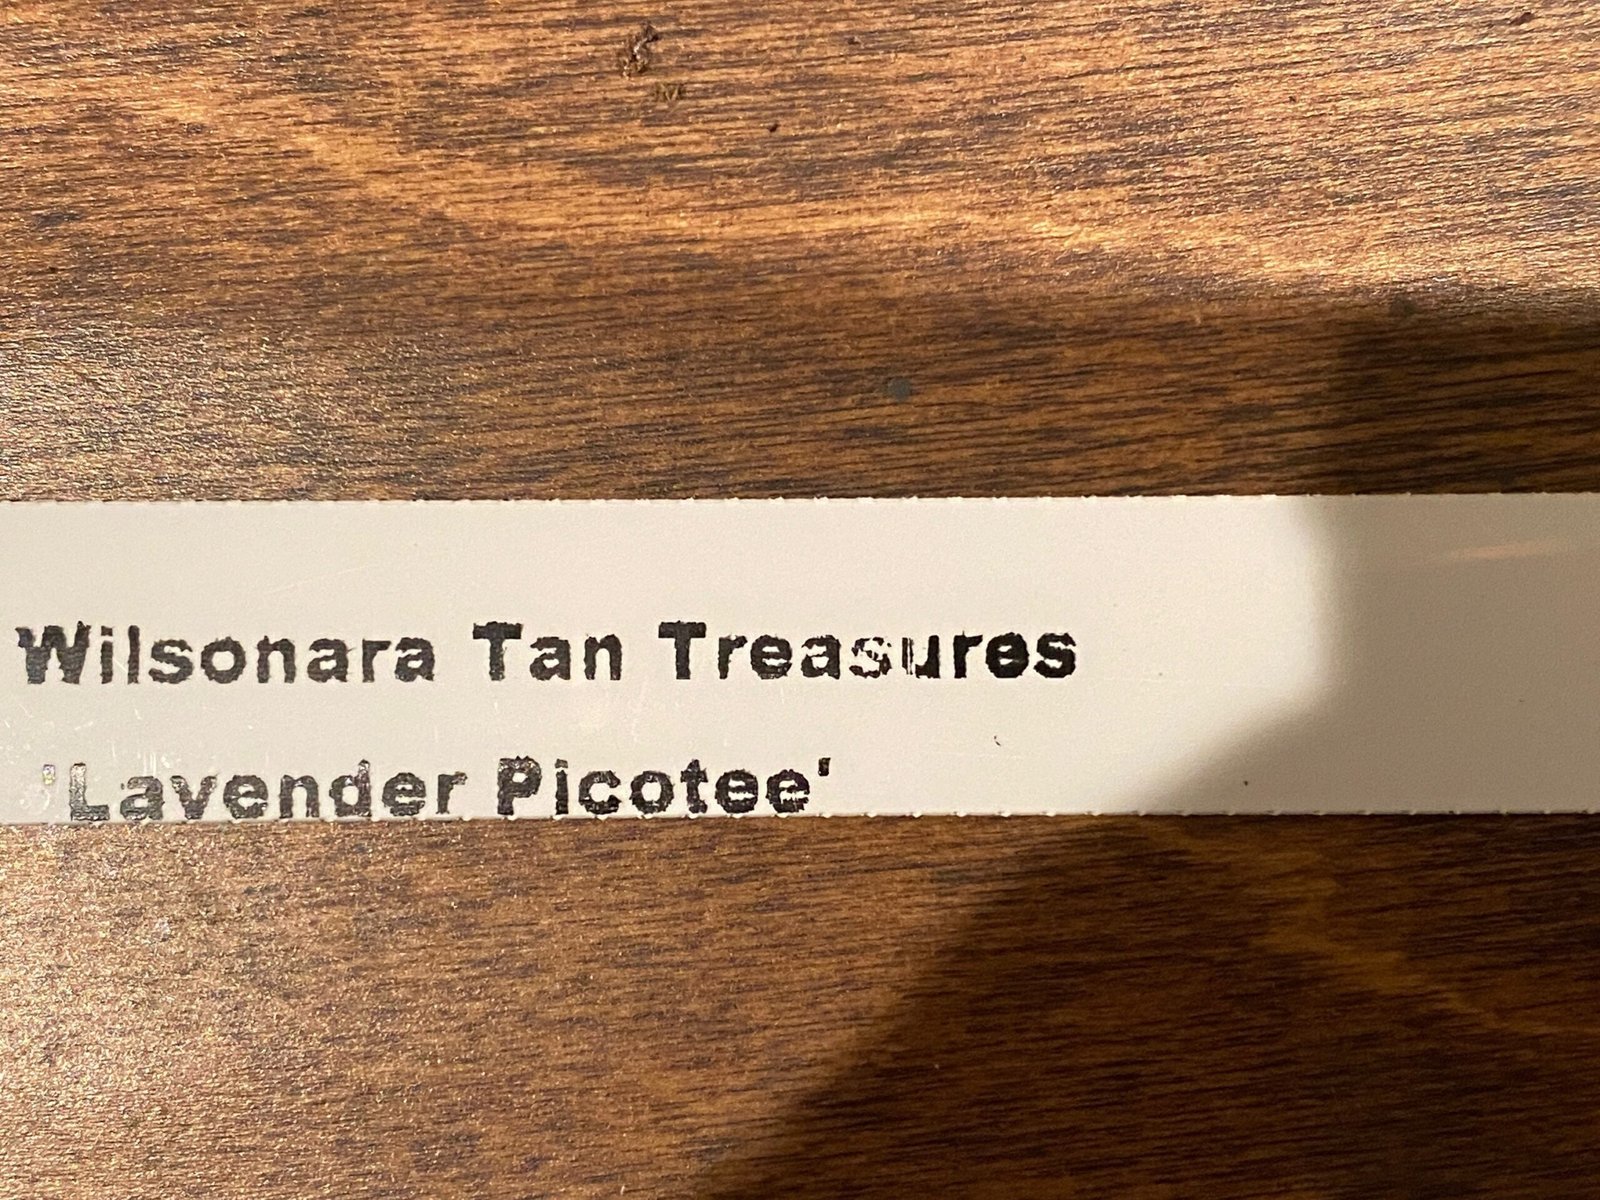 Wilsonara Tan Treasures
'Lavender Picotee'